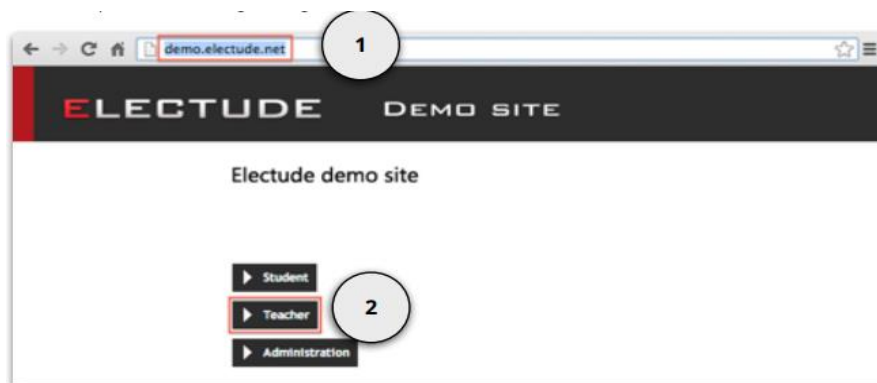 demo.electude.net
1
ELECTUDE DEMO SITE
Electude demo site
Student
Teacher
2
Administration